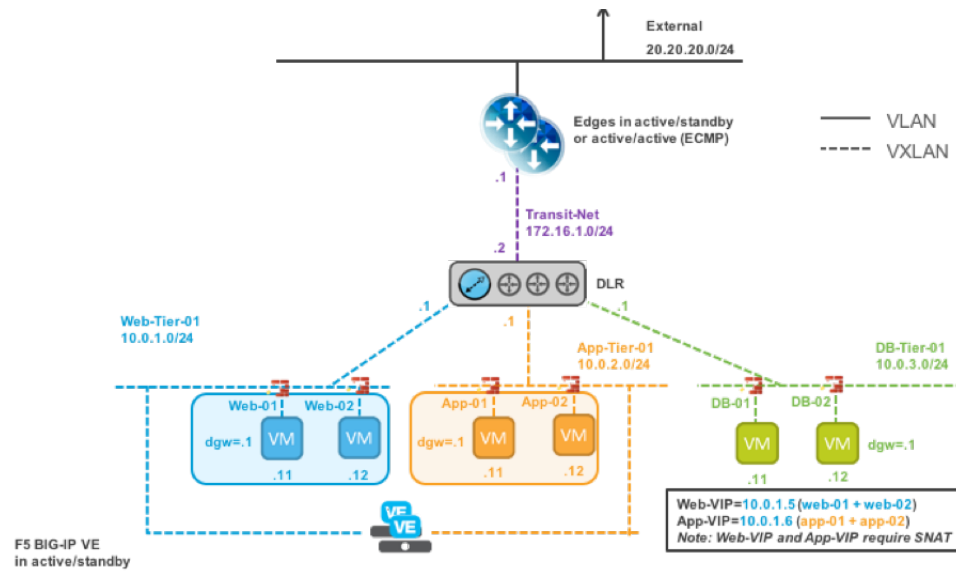 External
20.20.20.0/24
Edges in active/standby
or active/active (ECMP)
VLAN
VXLAN
.1
Transit-Net
172.16.1.0/24
.2
DLR
.1
.1
.1
Web-Tier-01
10.0.1.0/24
App-Tier-01
10.0.2.0/24
DB-Tier-01
10.0.3.0/24
Web-01
Web-02
App-01
App-02
DB-01
DB-02
dgw=.1
VM
VM
dgw=.1
VM
VM
VM
VM
dgw=.1
.11
.12
.11
.12
.11
.12
Web-VIP=10.0.1.5 (web-01 + web-02)
App-VIP=10.0.1.6 (app-01 + app-02)
Note: Web-VIP and App-VIP require SNAT
VE
VE
F5 BIG-IP VE
in active/standby